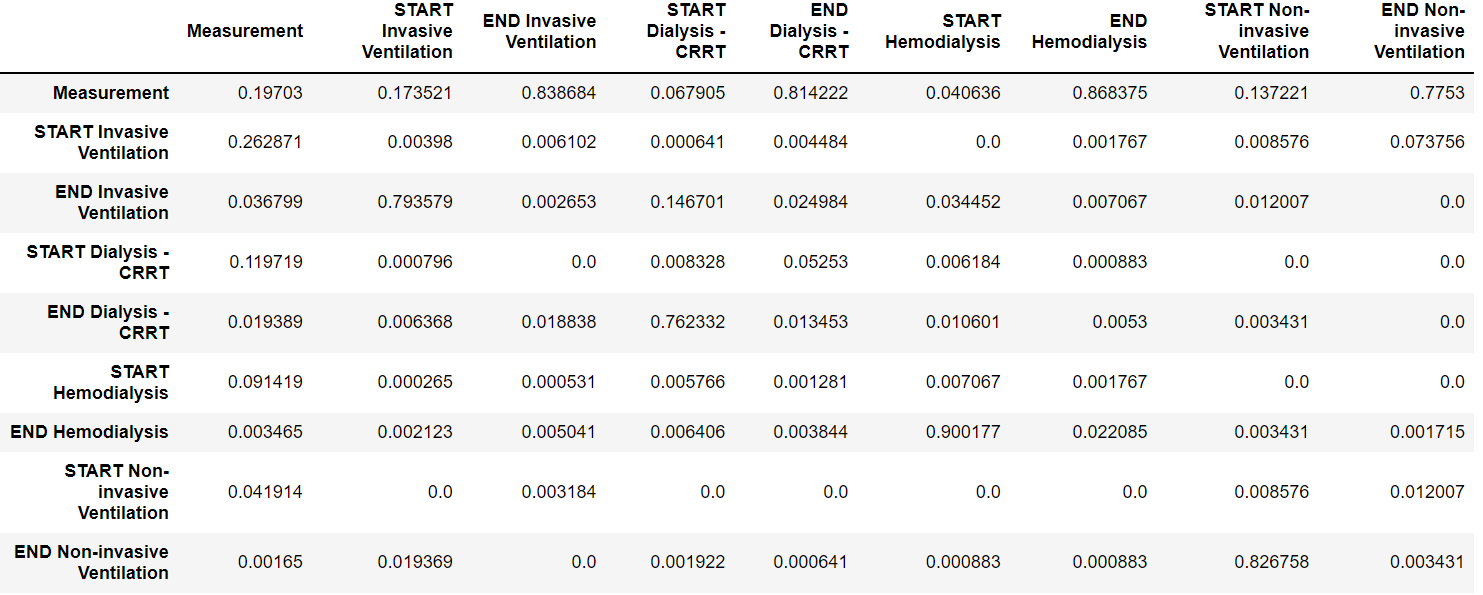 Measurement START Invasive Ventilation END Invasive Ventilation START Dialysis - CRRT END Dialysis - CRRT START Hemodialysis END Hemodialysis START Non-invasive Ventilation END Non-invasive Ventilation
Measurement 0.19703 0.173521 0.838684 0.067905 0.814222 0.040636 0.868375 0.137221 0.7753
START Invasive Ventilation 0.262871 0.00398 0.006102 0.000641 0.004484 0.0 0.001767 0.008576 0.073756
END Invasive Ventilation 0.036799 0.793579 0.002653 0.146701 0.024984 0.034452 0.007067 0.012007 0.0
START Dialysis - CRRT 0.119719 0.000796 0.0 0.008328 0.05253 0.006184 0.000883 0.0 0.0
END Dialysis - CRRT 0.019389 0.006368 0.018838 0.762332 0.013453 0.010601 0.0053 0.003431 0.0
START Hemodialysis 0.091419 0.000265 0.000531 0.005766 0.001281 0.007067 0.001767 0.0 0.0
END Hemodialysis 0.003465 0.002123 0.005041 0.006406 0.003844 0.900177 0.022085 0.003431 0.001715
START Non-invasive Ventilation 0.041914 0.0 0.003184 0.0 0.0 0.0 0.0 0.008576 0.012007
END Non-invasive Ventilation 0.00165 0.019369 0.0 0.001922 0.000641 0.000883 0.000883 0.826758 0.003431